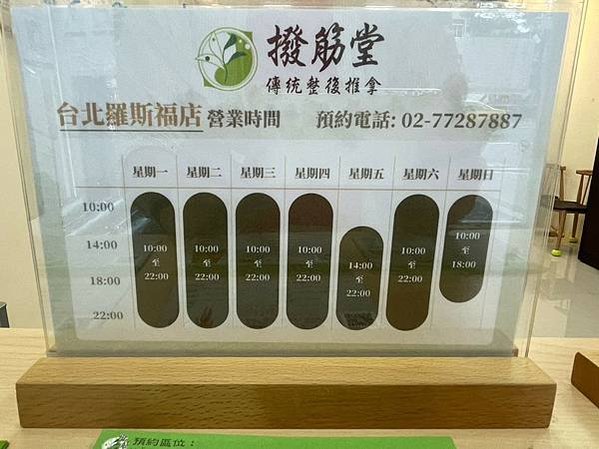 撥筋堂
傳統整復推拿
台北羅斯福店 營業時間 預約電話: 02-77287887
星期一 星期二 星期三 星期四 星期五 星期六 星期日
10:00
14:00
18:00
22:00
10:00 至 22:00
10:00 至 22:00
10:00 至 22:00
10:00 至 22:00
14:00 至 22:00
10:00 至 22:00
10:00 至 18:00
預約區位：